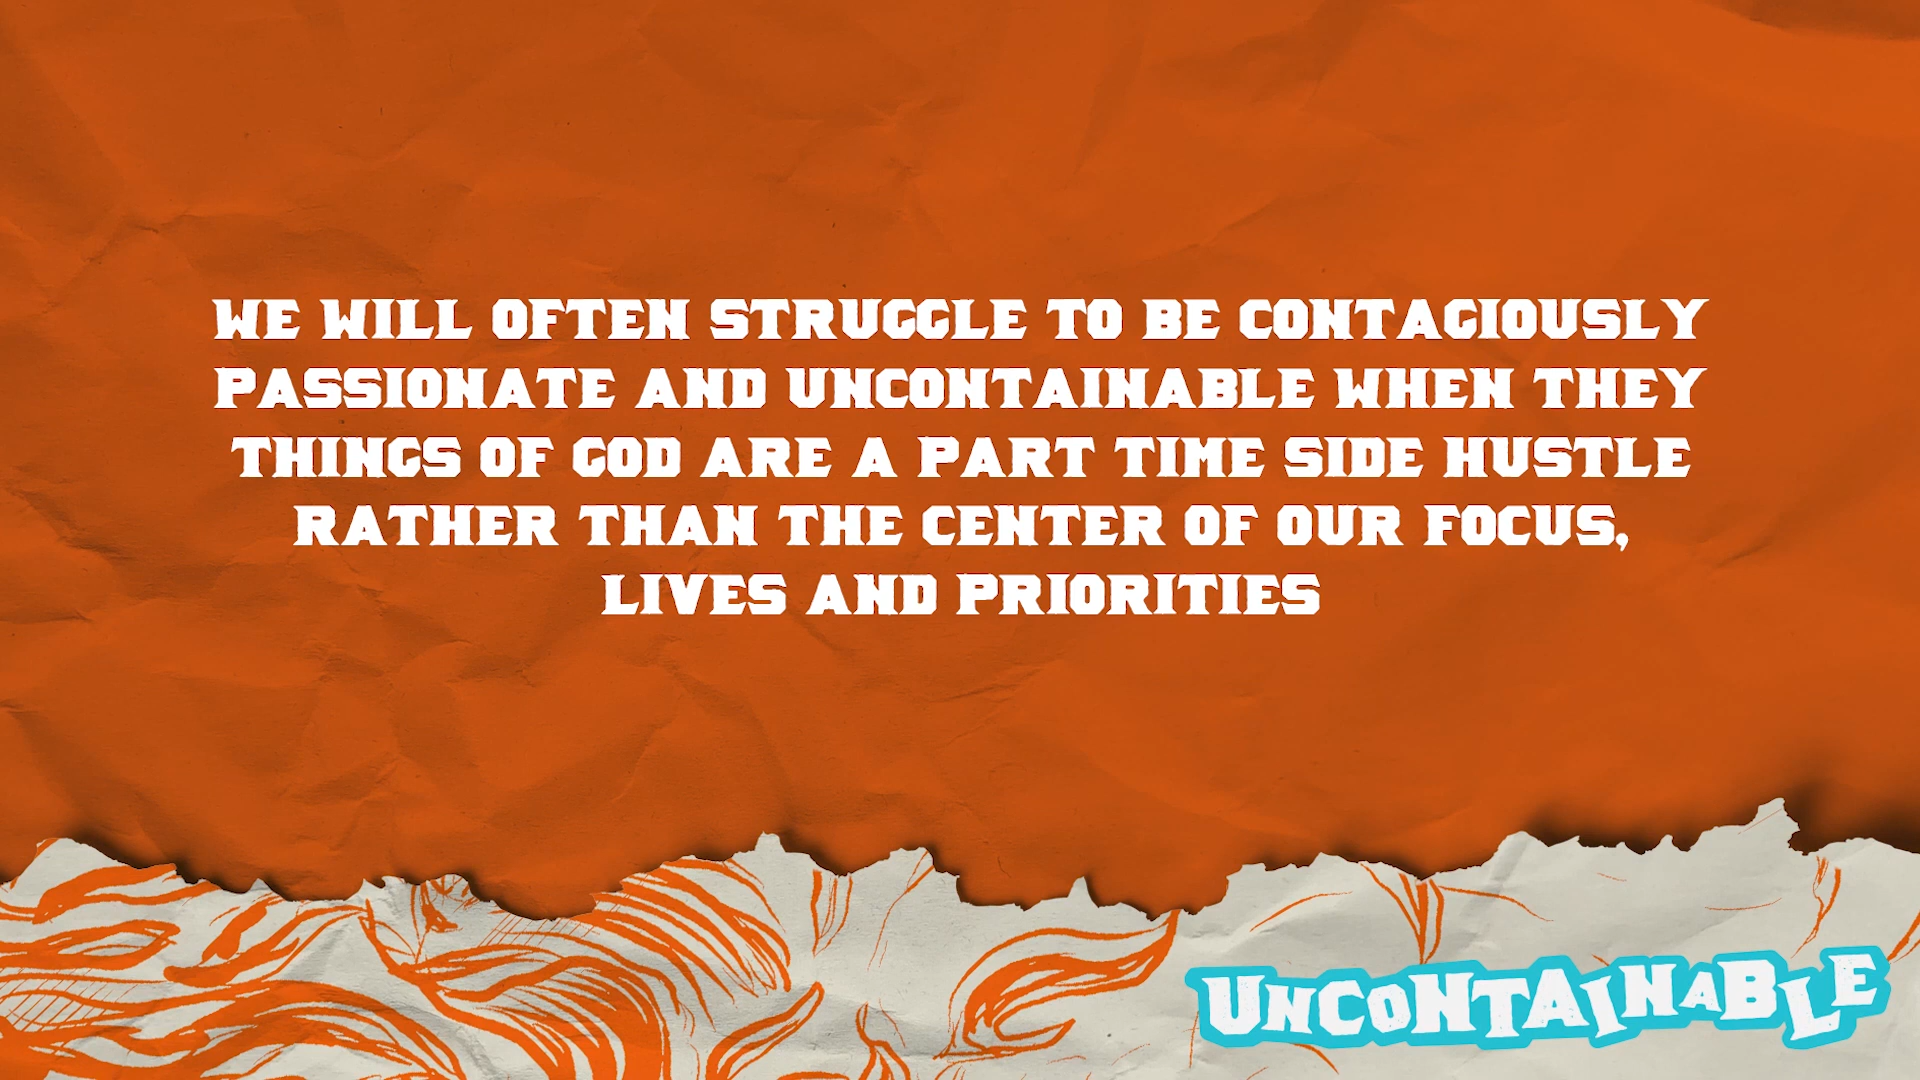 WE WILL OFTEN STRUGGLE TO BE CONTAGIOUSLY
PASSIONATE AND UNCONTAINABLE WHEN THEY
THINGS OF GOD ARE A PART TIME SIDE HUSTLE
RATHER THAN THE CENTER OF OUR FOCUS,
LIVES AND PRIORITIES
UNCONTAINABLE